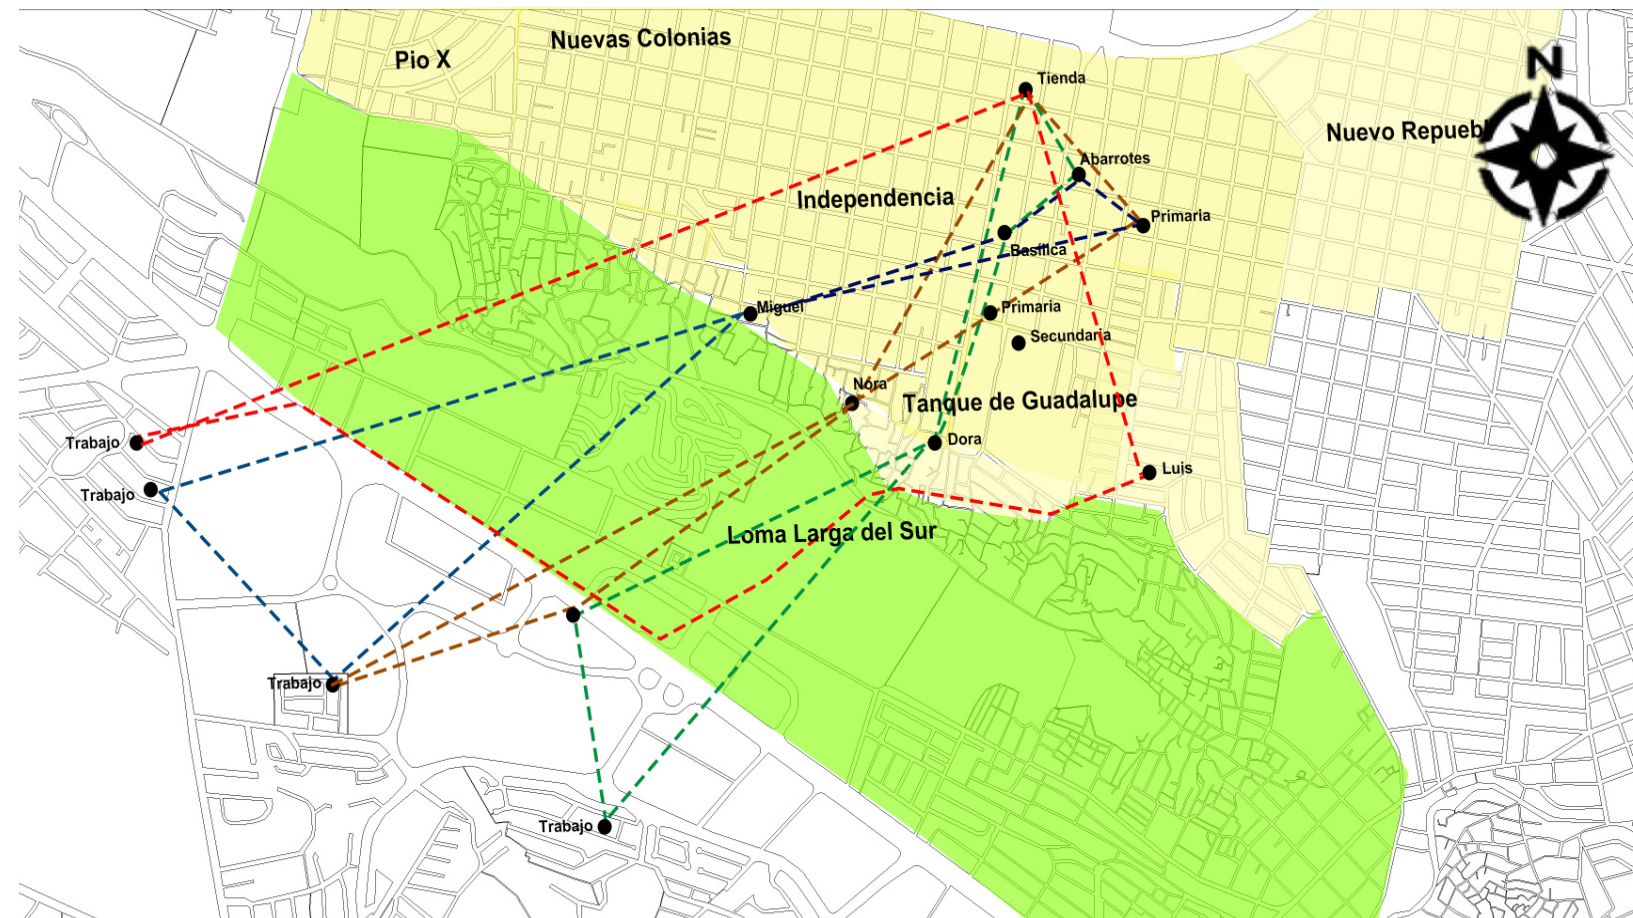 Nuevas Colonias
Pio X
N
Tienda
Nuevo Repuebl
Abarrotes
Independencia
Primaria
Basilica
Miguel
Primaria
Secundaria
Nora
Tanque de Guadalupe
Trabajo
Dora
Luis
Trabajo
Loma Larga del Sur
Trabajo
Trabajo